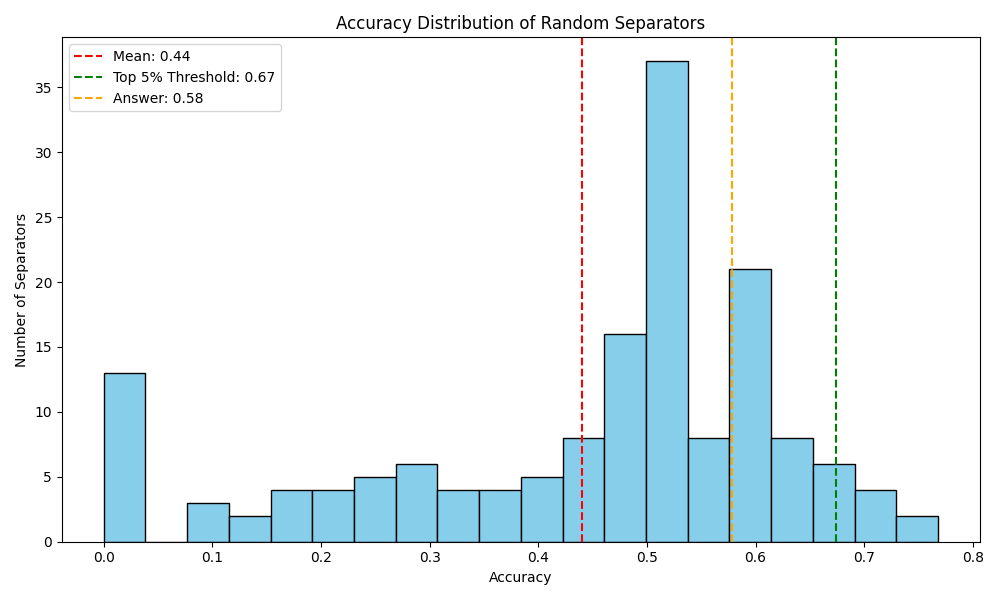 Accuracy Distribution of Random Separators
Mean: 0.44
Top 5% Threshold: 0.67
Answer: 0.58
Number of Separators
35
30
25
20
15
10
5
0
0.0 0.1 0.2 0.3 0.4 0.5 0.6 0.7 0.8
Accuracy